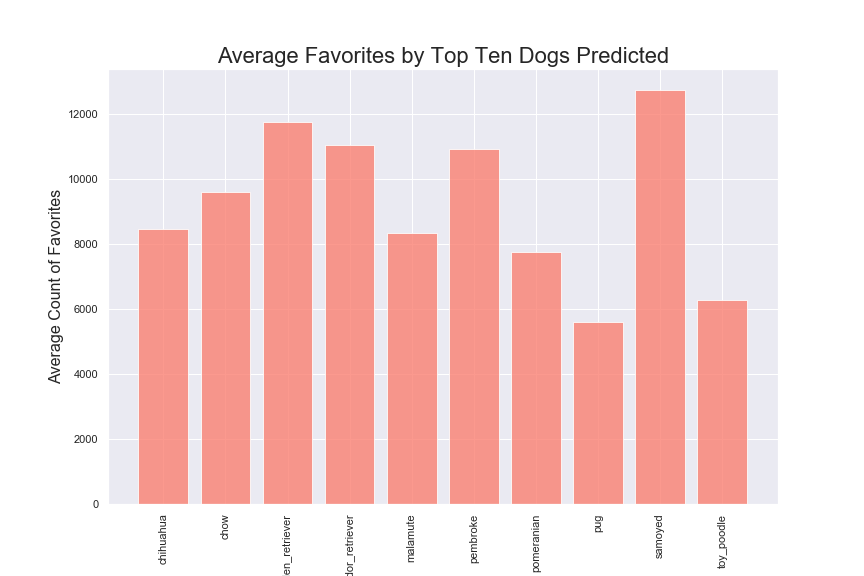 Average Favorites by Top Ten Dogs Predicted
Average Count of Favorites
12000
10000
8000
6000
4000
2000
0
chihuahua
chow
en_retriever
dor_retriever
malamute
pembroke
pomeranian
pug
samoyed
toy_poodle